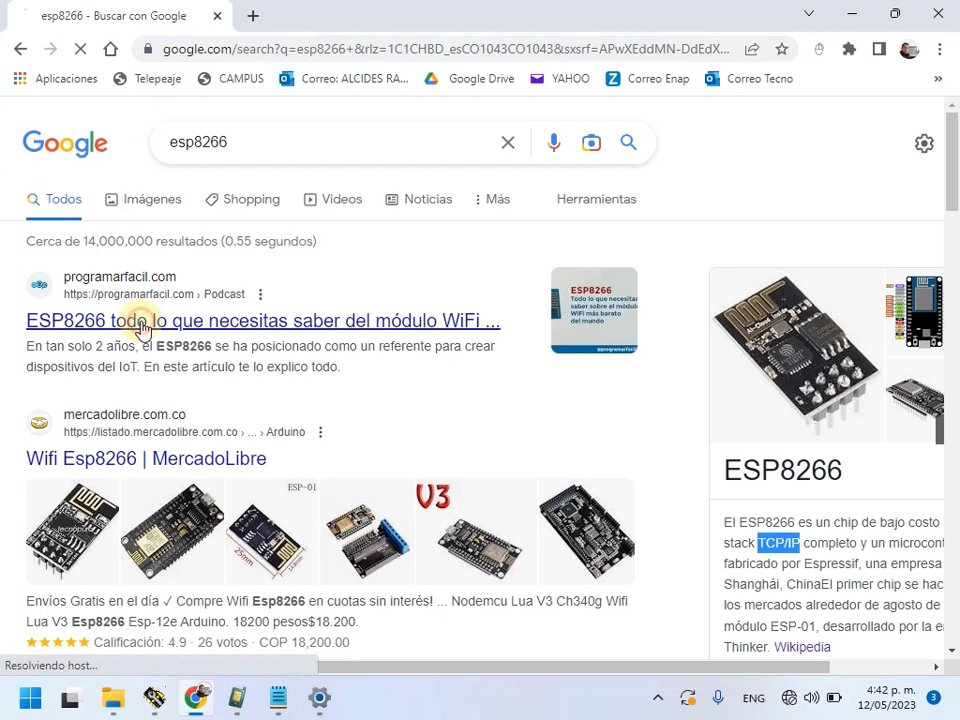 esp8266 - Buscar con Google
google.com/search?q=esp8266+&rlz=1C1CHBD_esCO1043CO1043&sxsrf=APwXEddMN-DdEdX...
Aplicaciones
Telepeaje
CAMPUS
Correo: ALCIDES RA...
Google Drive
YAHOO
Correo Enap
Correo Tecno
»
Google
esp8266
Todos
Imágenes
Shopping
Videos
Noticias
Más
Herramientas
Cerca de 14,000,000 resultados (0.55 segundos)
programarfacil.com
https://programarfacil.com › Podcast
ESP8266 todo lo que necesitas saber del módulo WiFi ...
En tan solo 2 años, el ESP8266 se ha posicionado como un referente para crear
dispositivos del IoT. En este artículo te lo explico todo.
ESP8266
Todo lo que necesitas
saber sobre el módulo
WiFi más barato
del mundo
@programarfacil
mercadolibre.com.co
https://listado.mercadolibre.com.co › ... › Arduino
Wifi Esp8266 | MercadoLibre
ESP-01
25mm
V3
Envíos Gratis en el día ✓ Compre Wifi Esp8266 en cuotas sin interés! ... Nodemcu Lua V3 Ch340g Wifi
Lua V3 Esp8266 Esp-12e Arduino. 18200 pesos$18.200.
Calificación: 4.9 · 26 votos · COP 18,200.00
ESP8266
El ESP8266 es un chip de bajo costo
stack TCP/IP completo y un microcont
fabricado por Espressif, una empresa
Shanghái, ChinaEl primer chip se hac
los mercados alrededor de agosto de
módulo ESP-01, desarrollado por la e
Thinker. Wikipedia
Resolviendo host...
ENG
4:42 p. m.
12/05/2023
3